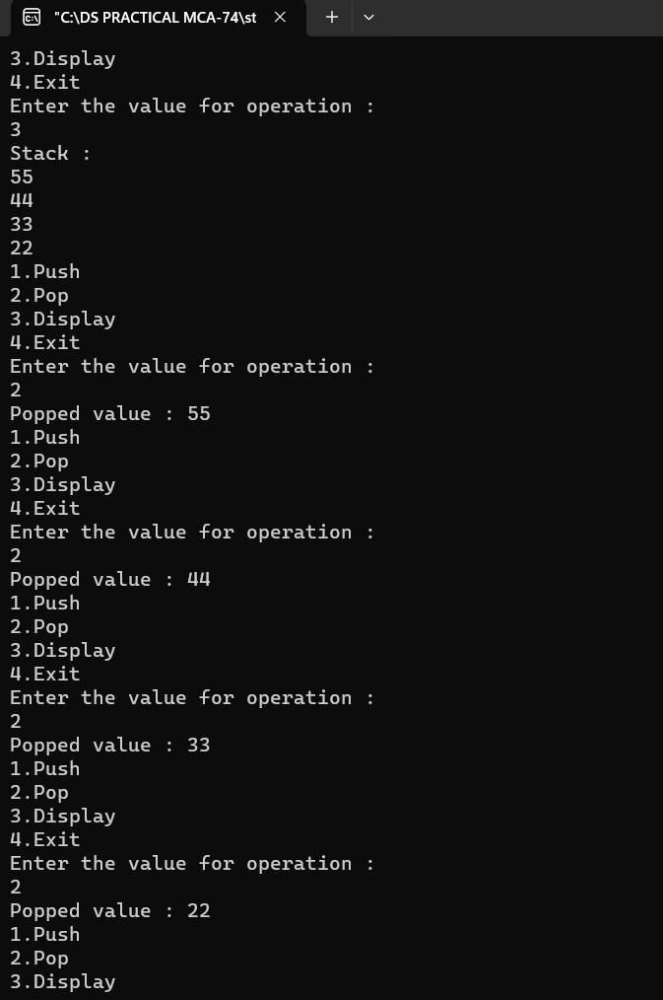 "C:\DS PRACTICAL MCA-74\st
3.Display
4.Exit
Enter the value for operation :
3
Stack :
55
44
33
22
1.Push
2.Pop
3.Display
4.Exit
Enter the value for operation :
2
Popped value : 55
1.Push
2.Pop
3.Display
4.Exit
Enter the value for operation :
2
Popped value : 44
1.Push
2.Pop
3.Display
4.Exit
Enter the value for operation :
2
Popped value : 33
1.Push
2.Pop
3.Display
4.Exit
Enter the value for operation :
2
Popped value : 22
1.Push
2.Pop
3.Display